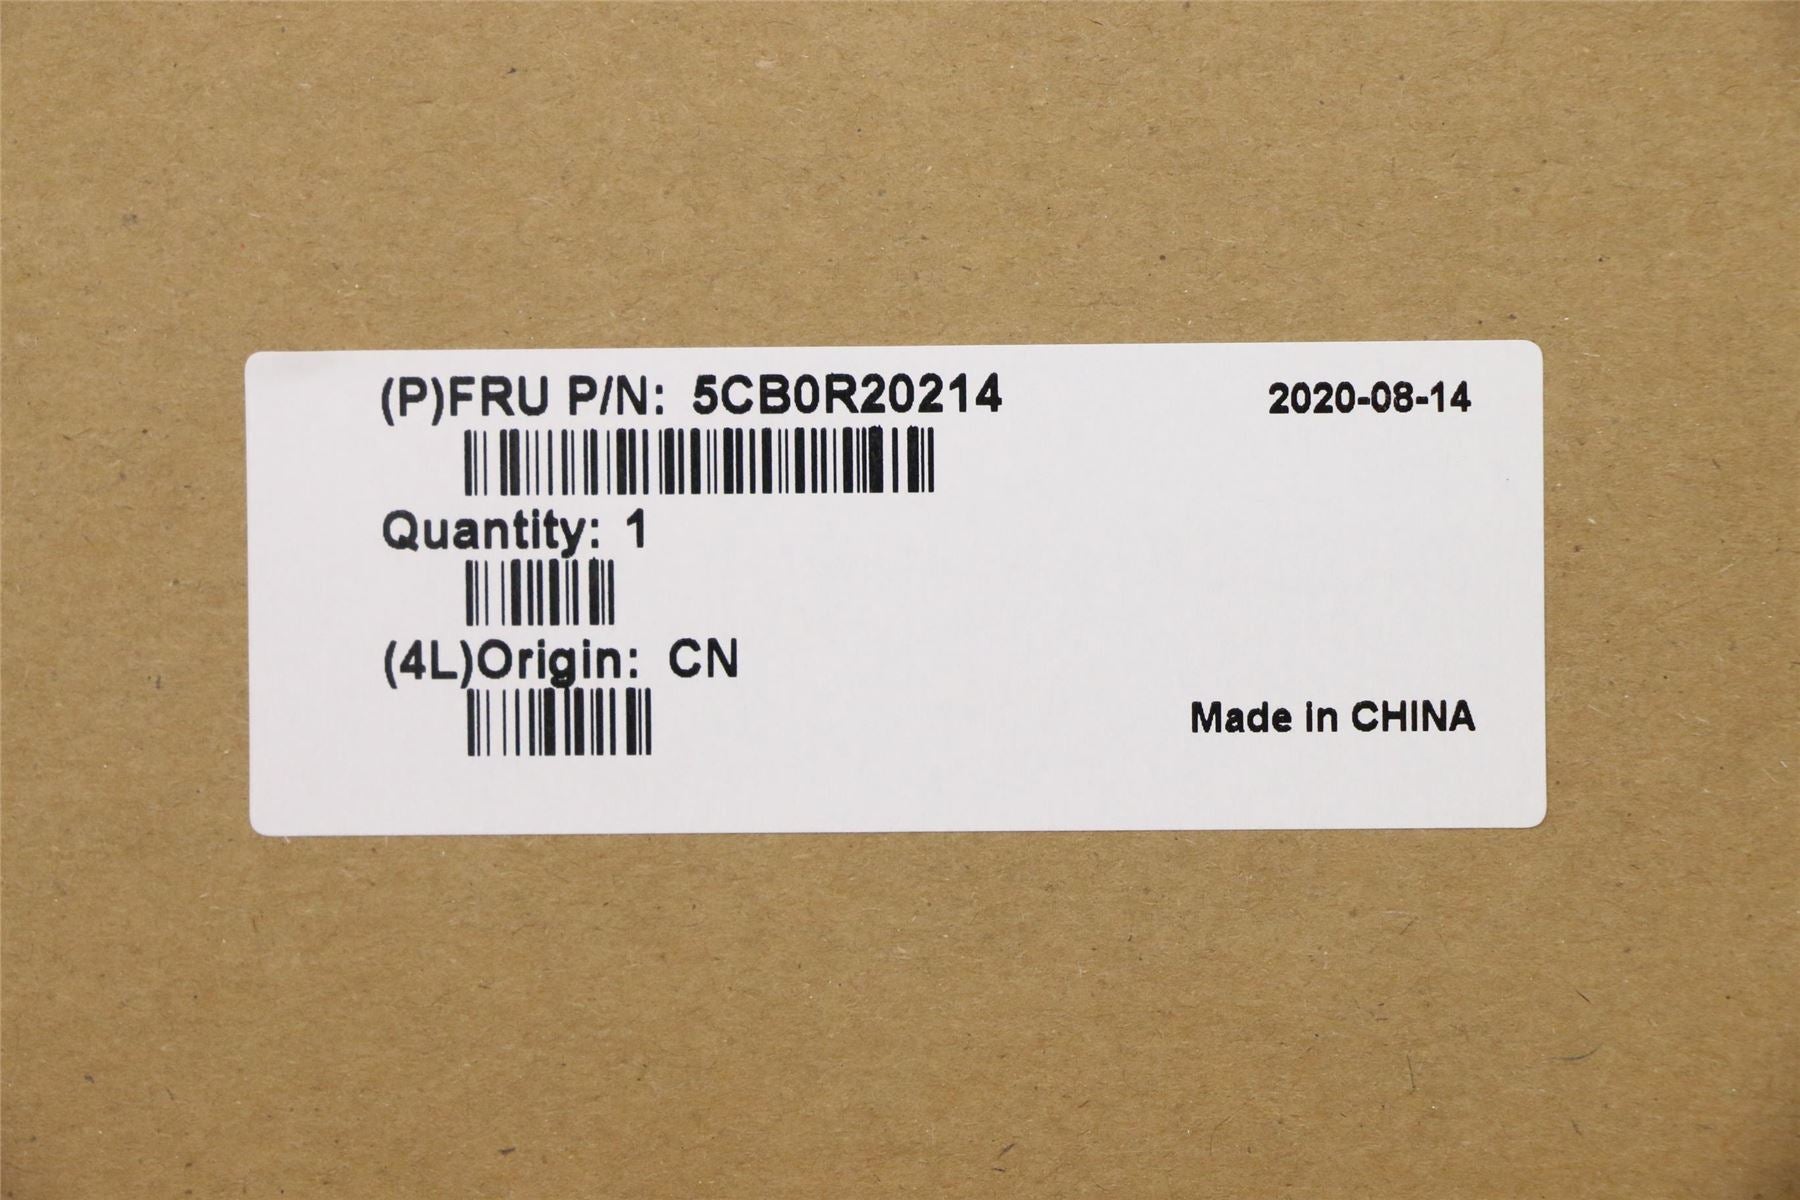 (P)FRU P/N: 5CB0R20214
2020-08-14
Quantity: 1
(4L)Origin: CN
Made in CHINA